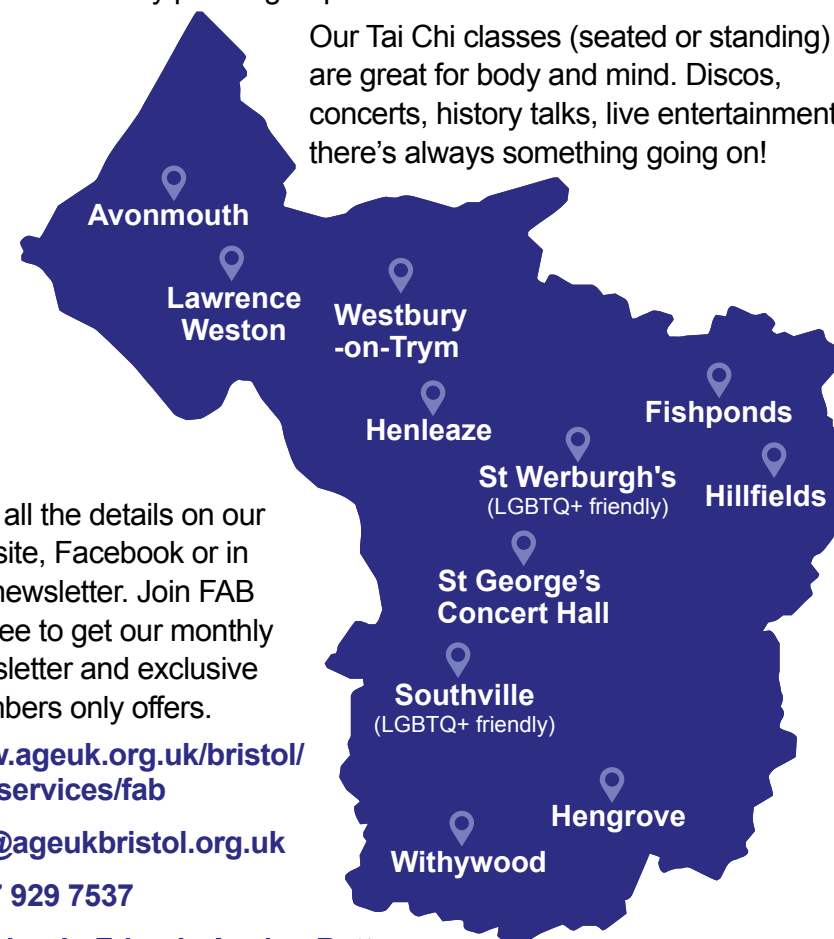 Our Tai Chi classes (seated or standing)
are great for body and mind. Discos,
concerts, history talks, live entertainment
there’s always something going on!
Avonmouth
Lawrence
Weston
Westbury
-on-Trym
Henleaze
Fishponds
St Werburgh's
(LGBTQ+ friendly)
Hillfields
St George’s
Concert Hall
Southville
(LGBTQ+ friendly)
Hengrove
Withywood
all the details on our
site, Facebook or in
newsletter. Join FAB
ee to get our monthly
sletter and exclusive
bers only offers.
.ageuk.org.uk/bristol/
services/fab
@ageukbristol.org.uk
929 7537